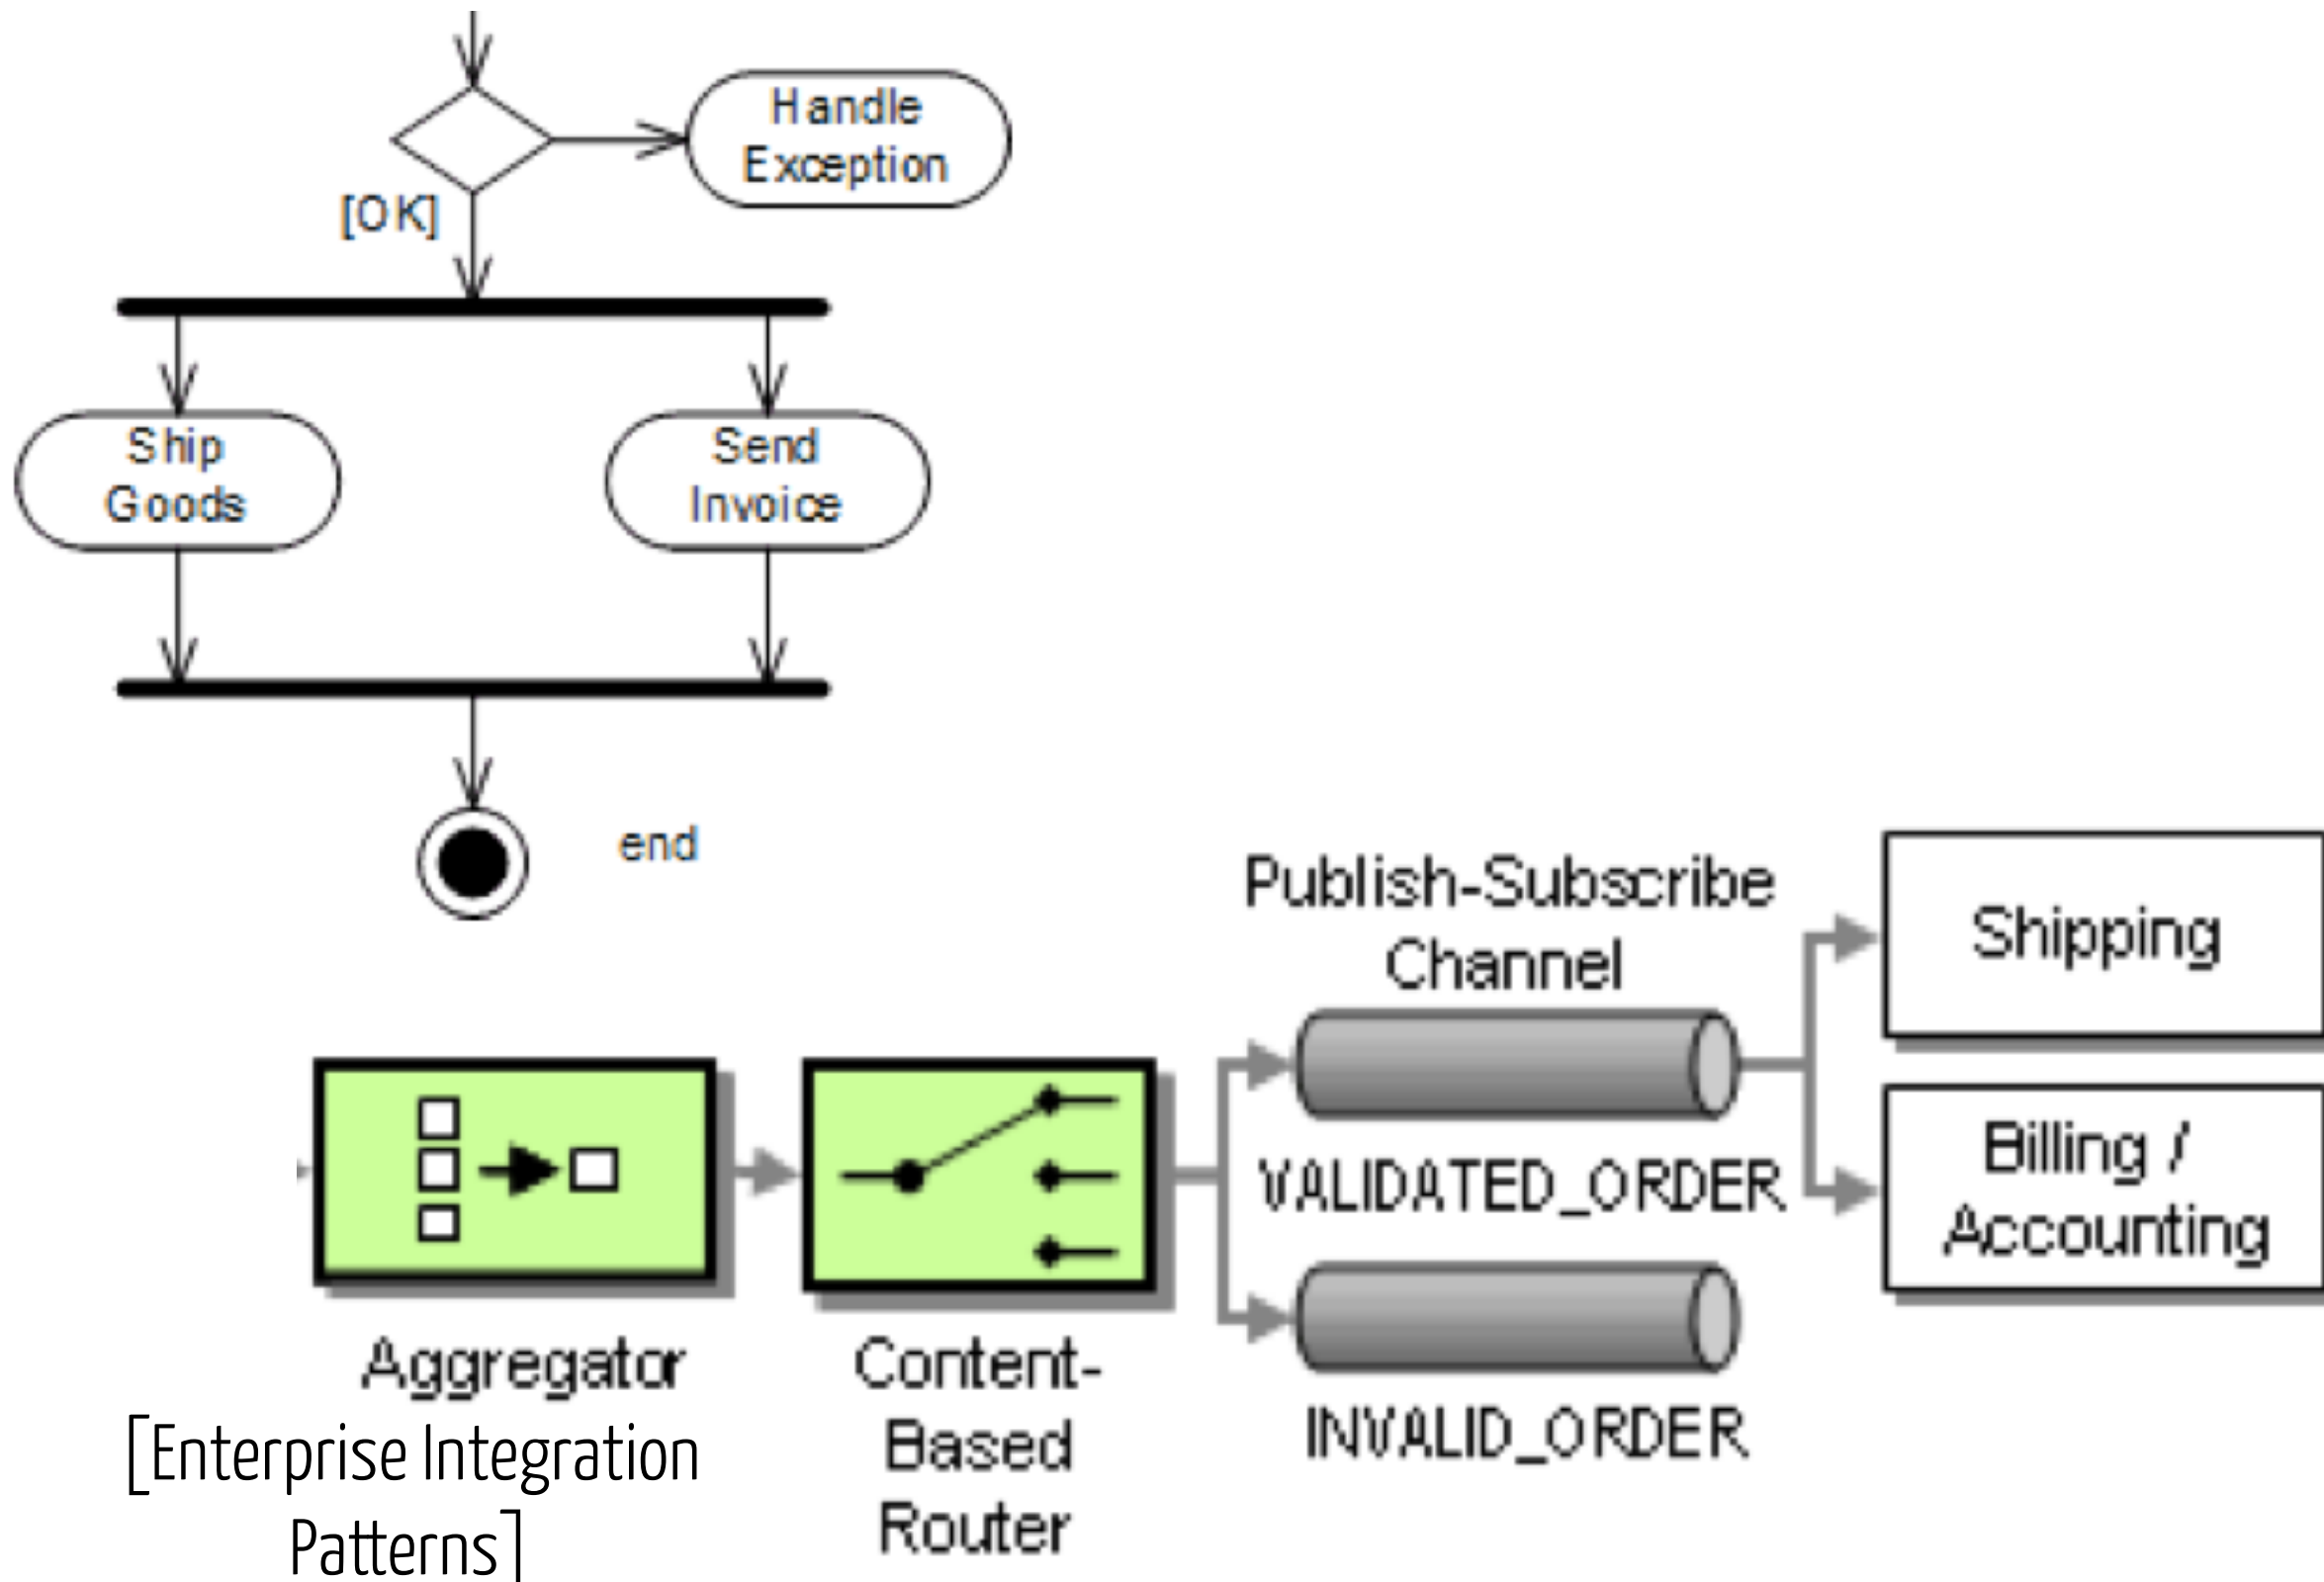 Handle
Exception
[OK]
Ship
Goods
Send
Invoice
end
Publish-Subscribe
Channel
Shipping
Billing /
Accounting
VALIDATED_ORDER
INVALID_ORDER
Aggregator
Content-
Based
Router
[Enterprise Integration
Patterns]